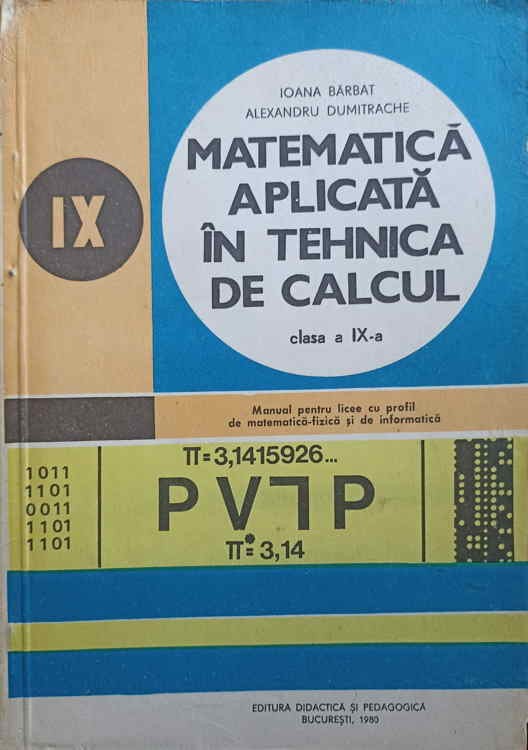 IOANA BĂRBAT
ALEXANDRU DUMITRACHE
MATEMATICĂ
APLICATĂ
ÎN TEHNICA
DE CALCUL
clasa a IX-a
IX
Manual pentru licee cu profil
de matematică-fizică și de informatică
1011
1101
0011
1101
1101
π=3,1415926...
P V ⅂ P
π≐3,14
EDITURA DIDACTICĂ ȘI PEDAGOGICĂ
BUCUREȘTI, 1980